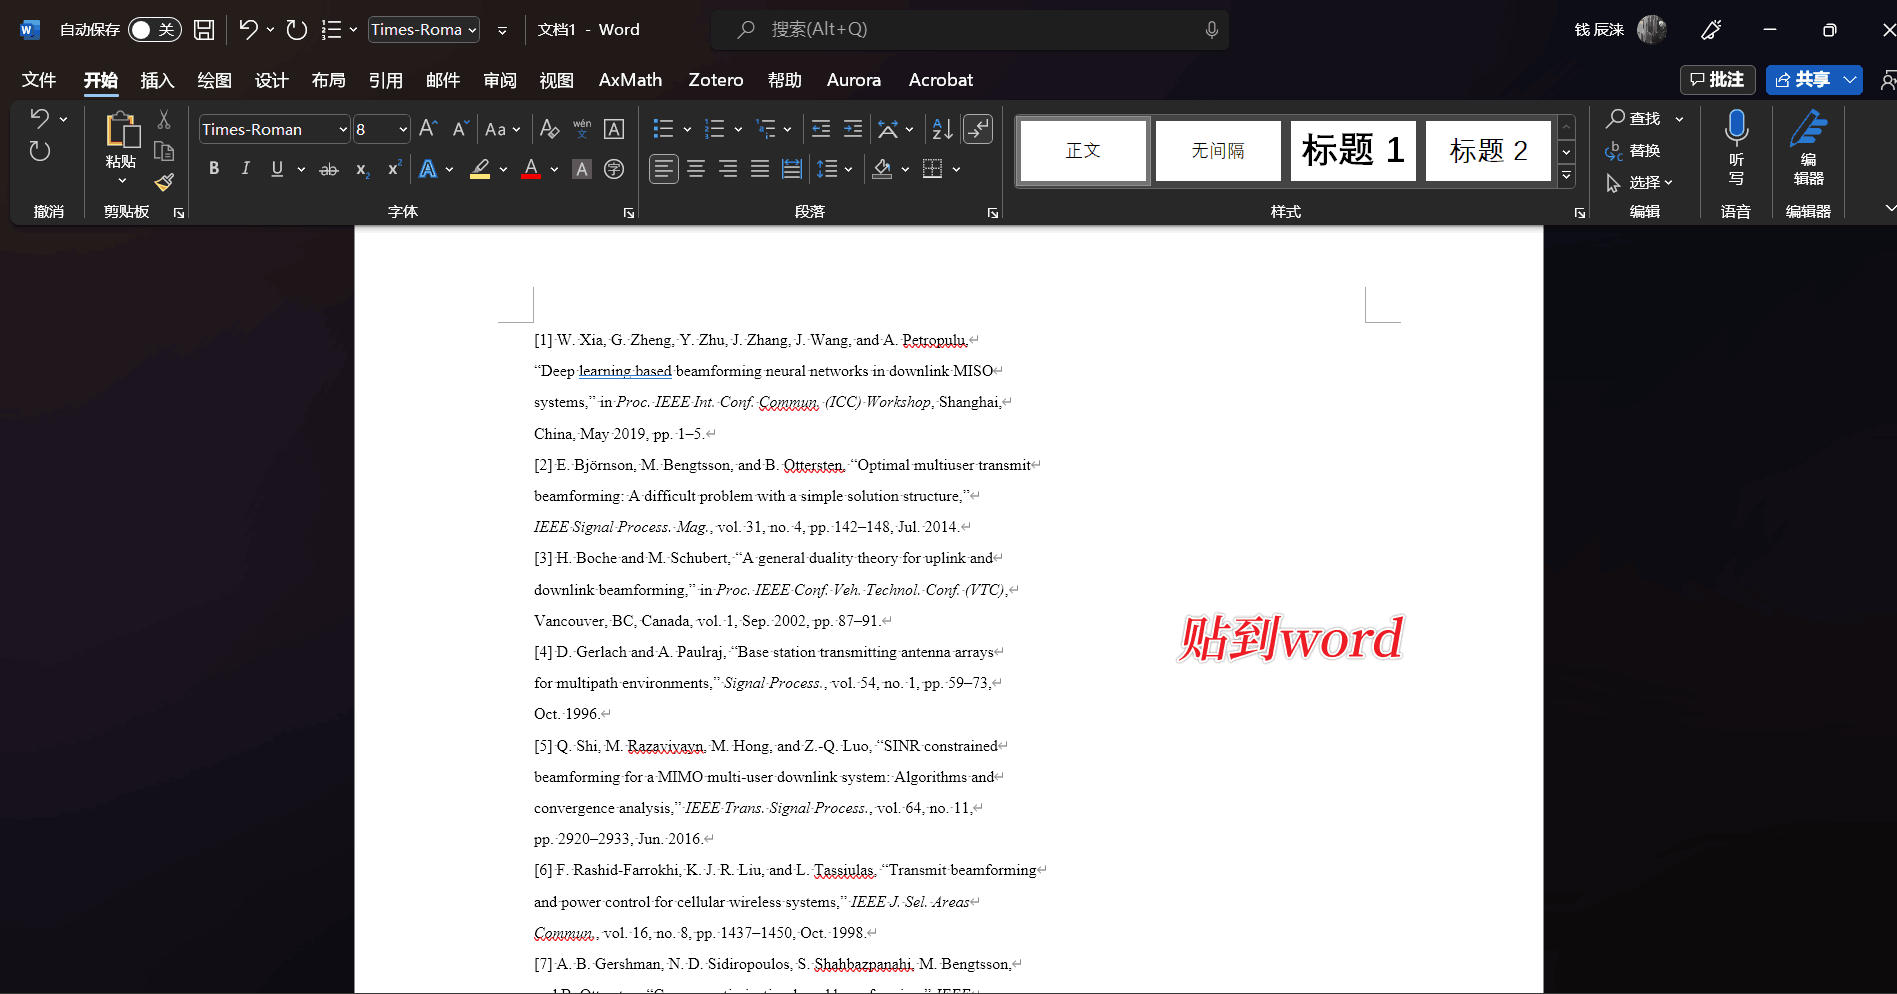 自动保存 关 Times-Roma 文档1 - Word 搜索(Alt+Q) 钱 辰涞
文件 开始 插入 绘图 设计 布局 引用 邮件 审阅 视图 AxMath Zotero 帮助 Aurora Acrobat 批注 共享
粘贴 Times-Roman 8 正文 无间隔 标题 1 标题 2 查找 替换 选择 听写 编辑器
撤消 剪贴板 字体 段落 样式 编辑 语音 编辑器
[1] W. Xia, G. Zheng, Y. Zhu, J. Zhang, J. Wang, and A. Petropulu,
“Deep learning based beamforming neural networks in downlink MISO
systems,” in Proc. IEEE Int. Conf. Commun. (ICC) Workshop, Shanghai,
China, May 2019, pp. 1–5.
[2] E. Björnson, M. Bengtsson, and B. Ottersten, “Optimal multiuser transmit
beamforming: A difficult problem with a simple solution structure,”
IEEE Signal Process. Mag., vol. 31, no. 4, pp. 142–148, Jul. 2014.
[3] H. Boche and M. Schubert, “A general duality theory for uplink and
downlink beamforming,” in Proc. IEEE Conf. Veh. Technol. Conf. (VTC),
Vancouver, BC, Canada, vol. 1, Sep. 2002, pp. 87–91.
贴到word
[4] D. Gerlach and A. Paulraj, “Base station transmitting antenna arrays
for multipath environments,” Signal Process., vol. 54, no. 1, pp. 59–73,
Oct. 1996.
[5] Q. Shi, M. Razavivayn, M. Hong, and Z.-Q. Luo, “SINR constrained
beamforming for a MIMO multi-user downlink system: Algorithms and
convergence analysis,” IEEE Trans. Signal Process., vol. 64, no. 11,
pp. 2920–2933, Jun. 2016.
[6] F. Rashid-Farrokhi, K. J. R. Liu, and L. Tassiulas, “Transmit beamforming
and power control for cellular wireless systems,” IEEE J. Sel. Areas
Commun., vol. 16, no. 8, pp. 1437–1450, Oct. 1998.
[7] A. B. Gershman, N. D. Sidiropoulos, S. Shahbazpanahi, M. Bengtsson,